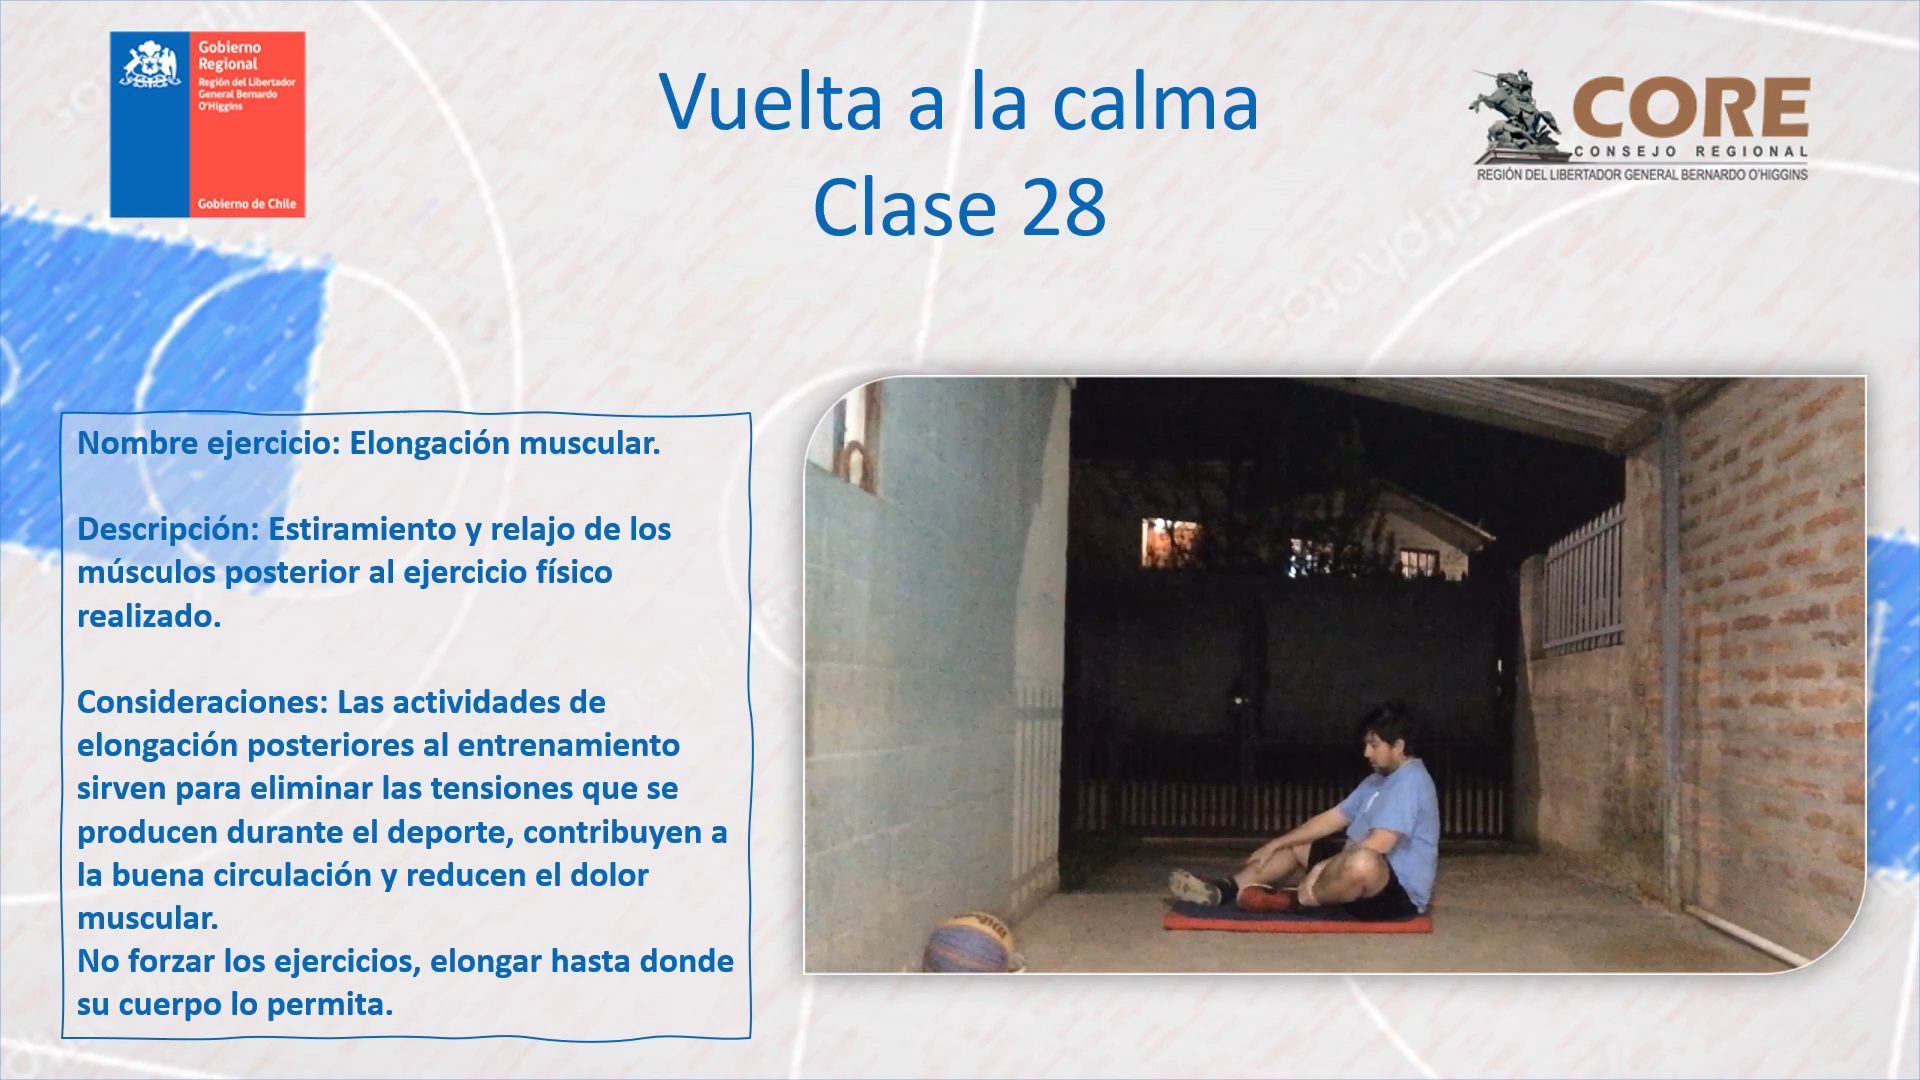 Gobierno
Regional
Región del Libertador
General Bernardo
O'Higgins
Gobierno de Chile
Vuelta a la calma
Clase 28
CORE
CONSEJO REGIONAL
REGIÓN DEL LIBERTADOR GENERAL BERNARDO O'HIGGINS
Nombre ejercicio: Elongación muscular.
Descripción: Estiramiento y relajo de los
músculos posterior al ejercicio físico
realizado.
Consideraciones: Las actividades de
elongación posteriores al entrenamiento
sirven para eliminar las tensiones que se
producen durante el deporte, contribuyen a
la buena circulación y reducen el dolor
muscular.
No forzar los ejercicios, elongar hasta donde
su cuerpo lo permita.